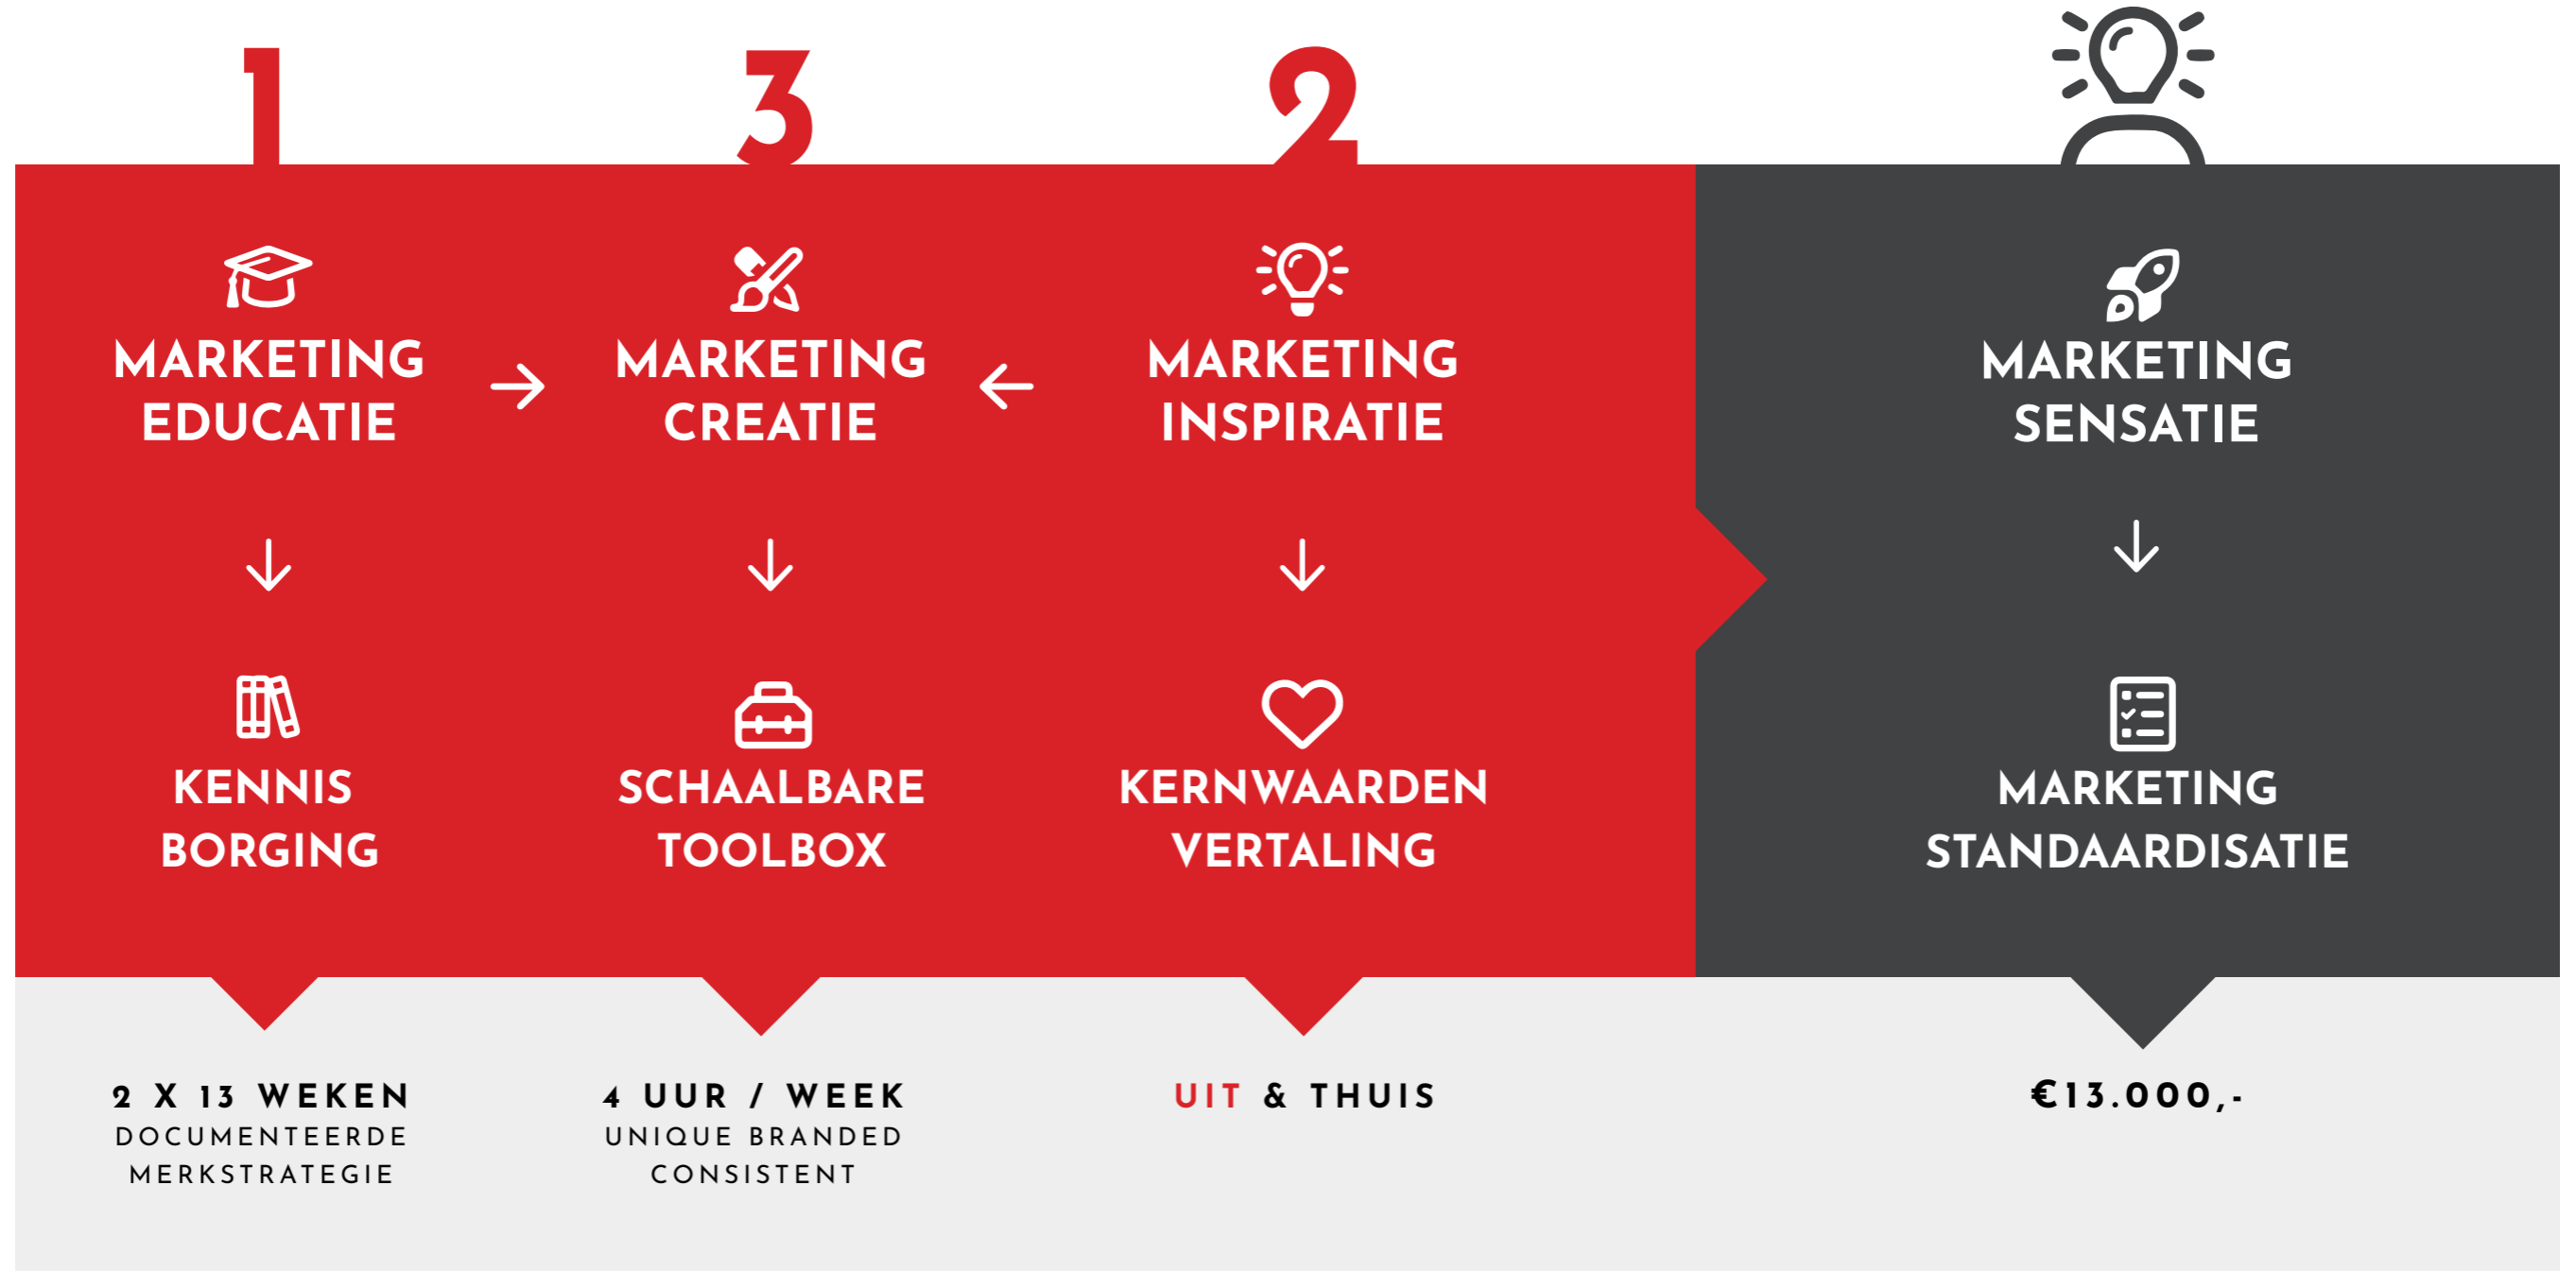 1
3
2
MARKETING
EDUCATIE
MARKETING
CREATIE
MARKETING
INSPIRATIE
MARKETING
SENSATIE
KENNIS
BORGING
SCHAALBARE
TOOLBOX
KERNWAARDEN
VERTALING
MARKETING
STANDAARDISATIE
2 X 13 WEKEN
DOCUMENTEERDE
MERKSTRATEGIE
4 UUR / WEEK
UNIQUE BRANDED
CONSISTENT
UIT & THUIS
€13.000,-